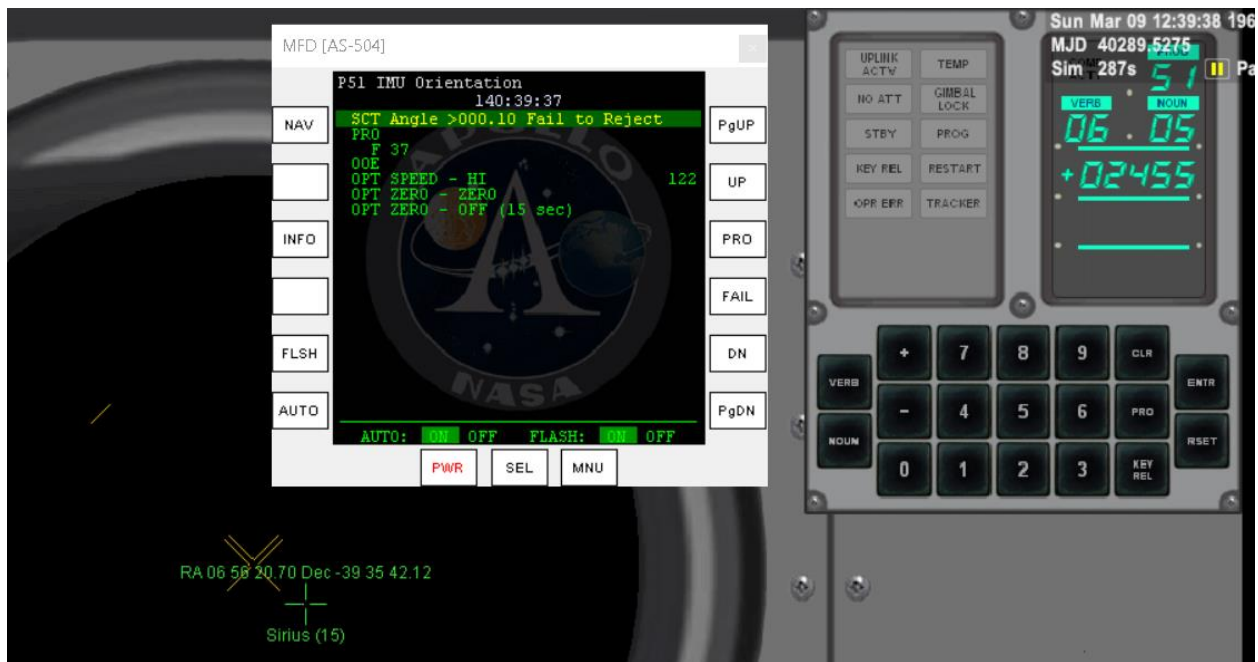 MFD [AS-504]
P51 IMU Orientation
140:39:37
SCT Angle >000.10 Fail to Reject
PRO
F 37
00E
OPT SPEED - HI 122
OPT ZERO - ZERO
OPT ZERO - OFF (15 sec)
AUTO: ON OFF FLASH: ON OFF
NAV
INFO
FLSH
AUTO
PgUP
UP
PRO
FAIL
DN
PgDN
PWR SEL MNU
APOLLO
NASA
RA 06 56 20.70 Dec -39 35 42.12
Sirius (15)
Sun Mar 09 12:39:38 196
MJD 40289.5275
Sim 287s Pa
UPLINK ACTY TEMP
NO ATT GIMBAL LOCK
STBY PROG
KEY REL RESTART
OPR ERR TRACKER
51
VERB NOUN
06 05
+02455
VERB
NOUN
+ 7 8 9 CLR
- 4 5 6 PRO
0 1 2 3 KEY REL
ENTR
RSET